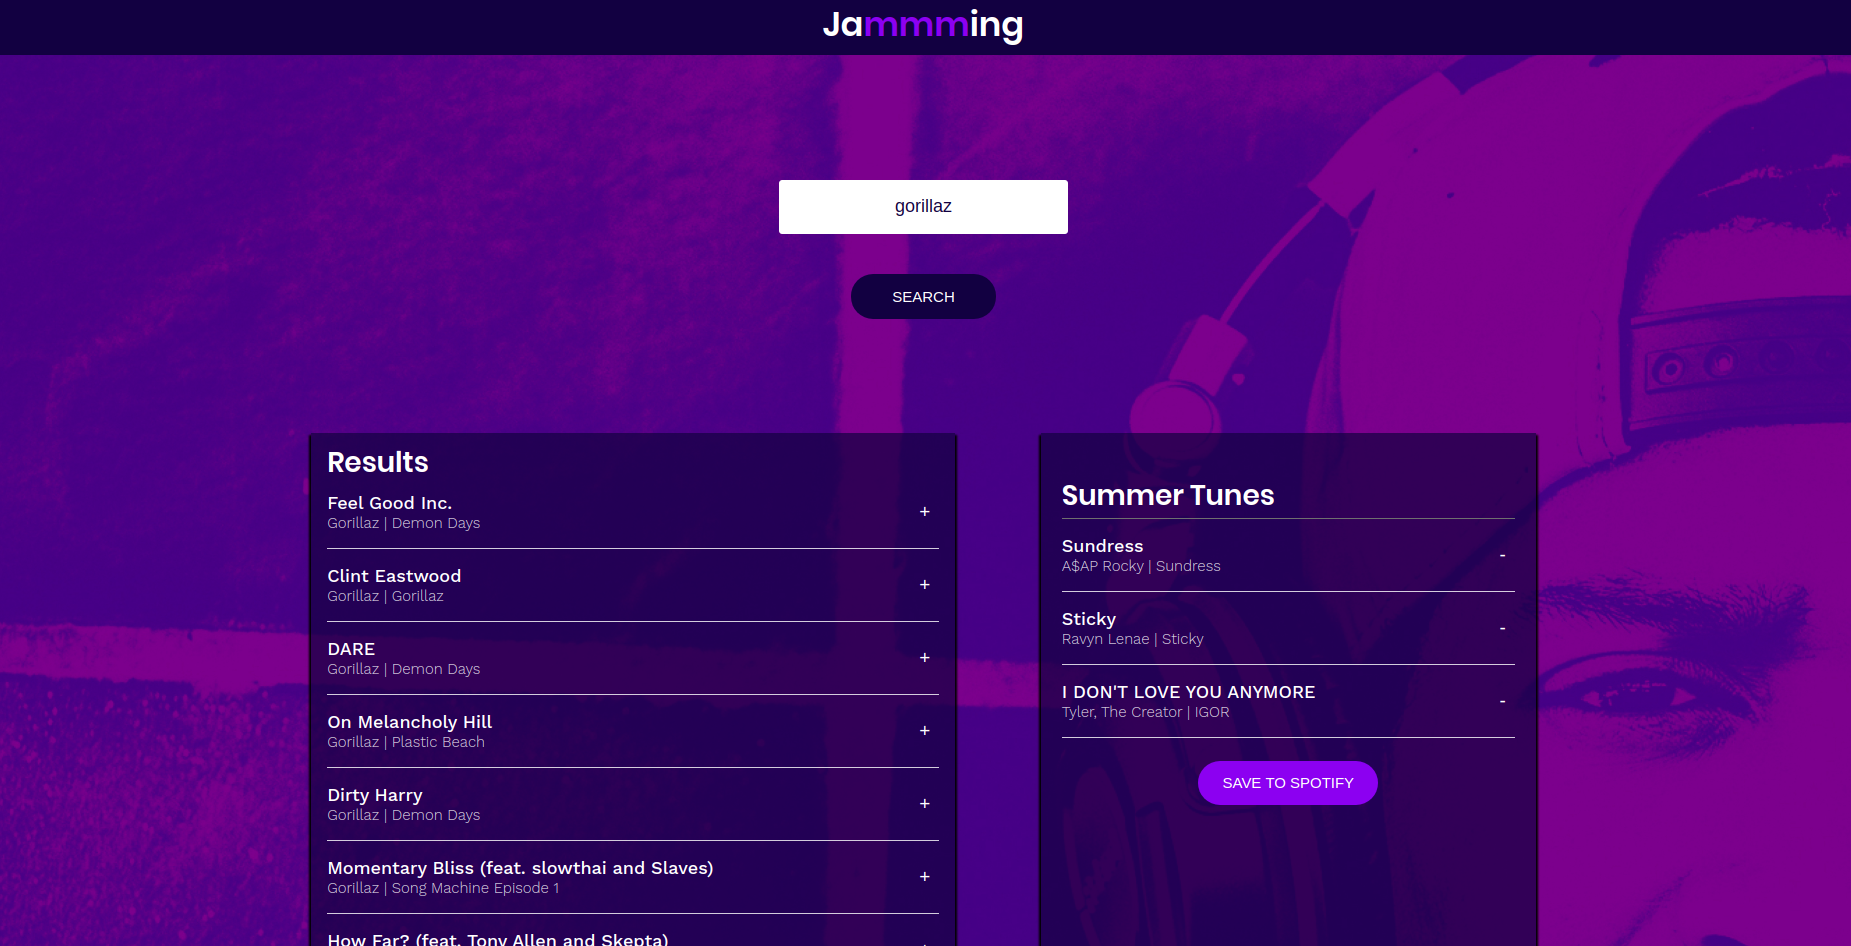 Jammming
gorillaz
SEARCH
Results
Feel Good Inc.
Gorillaz | Demon Days
+
Clint Eastwood
Gorillaz | Gorillaz
+
DARE
Gorillaz | Demon Days
+
On Melancholy Hill
Gorillaz | Plastic Beach
+
Dirty Harry
Gorillaz | Demon Days
+
Momentary Bliss (feat. slowthai and Slaves)
Gorillaz | Song Machine Episode 1
+
How Far? (feat. Tony Allen and Skepta)
Summer Tunes
Sundress
A$AP Rocky | Sundress
-
Sticky
Ravyn Lenae | Sticky
-
I DON'T LOVE YOU ANYMORE
Tyler, The Creator | IGOR
-
SAVE TO SPOTIFY